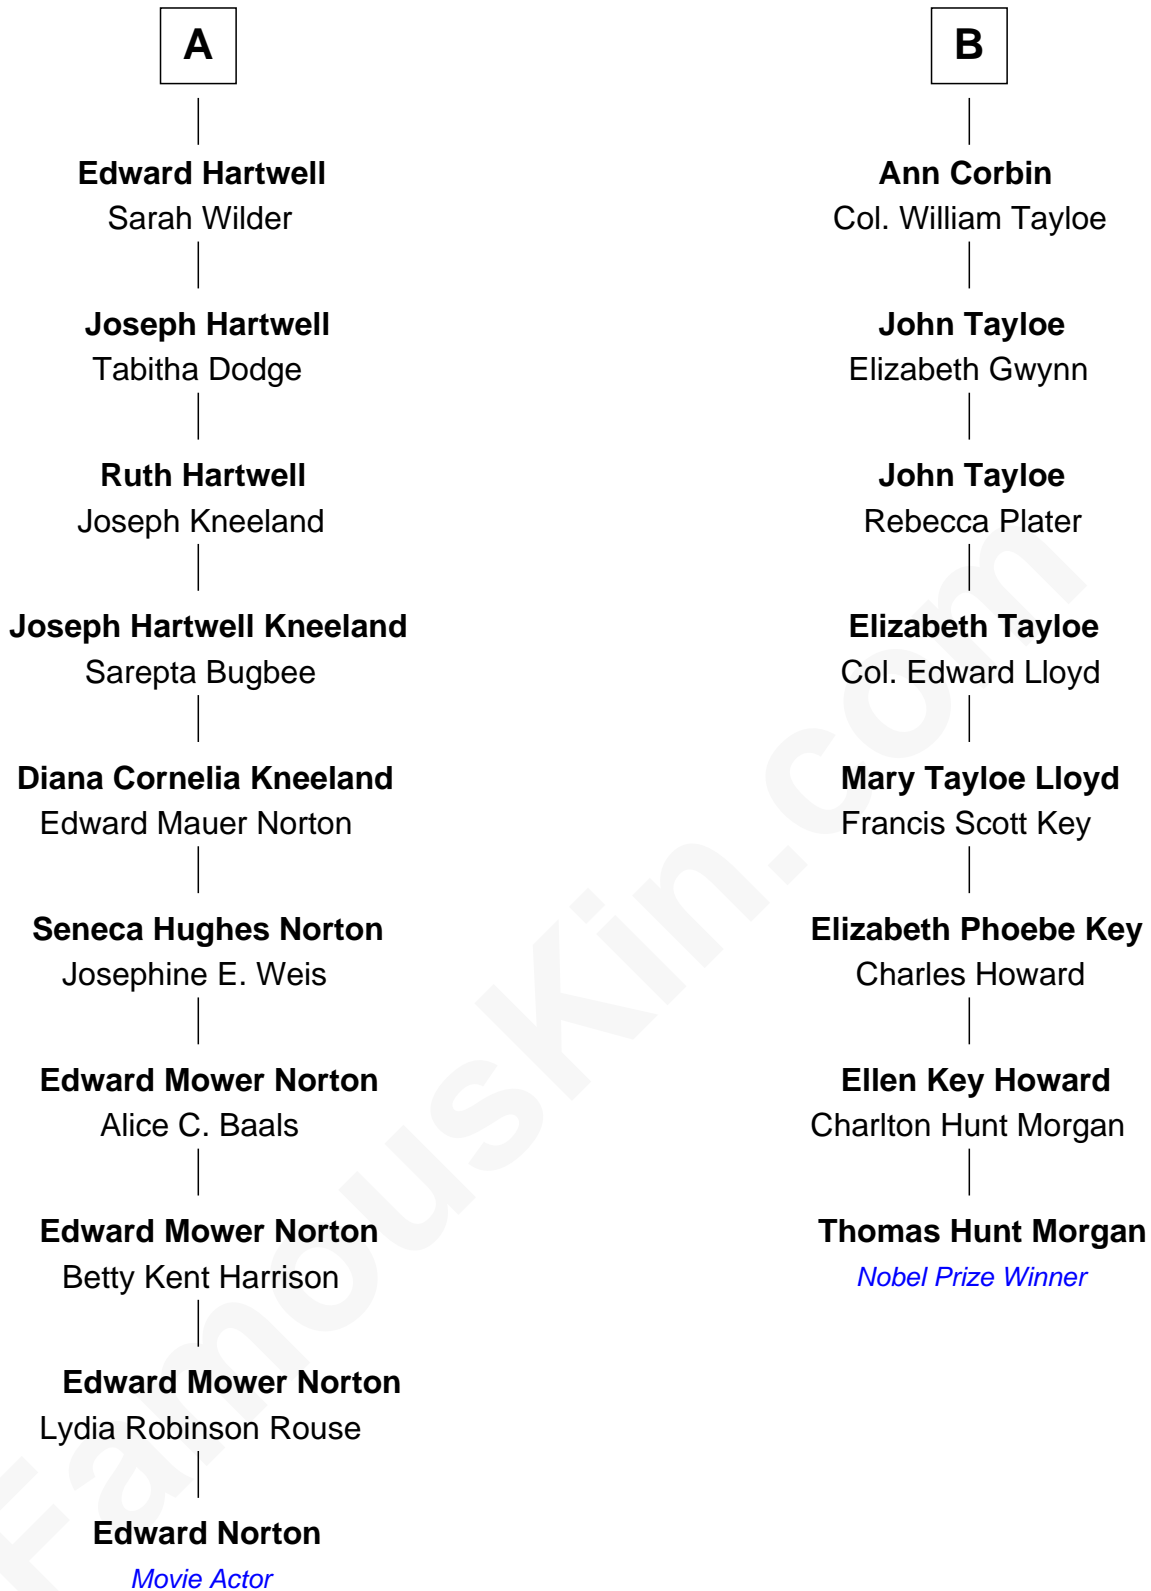 A
Edward Hartwell
Sarah Wilder
Joseph Hartwell
Tabitha Dodge
Ruth Hartwell
Joseph Kneeland
Joseph Hartwell Kneeland
Sarepta Bugbee
Diana Cornelia Kneeland
Edward Mauer Norton
Seneca Hughes Norton
Josephine E. Weis
Edward Mower Norton
Alice C. Baals
Edward Mower Norton
Betty Kent Harrison
Edward Mower Norton
Lydia Robinson Rouse
Edward Norton
Movie Actor
B
Ann Corbin
Col. William Tayloe
John Tayloe
Elizabeth Gwynn
John Tayloe
Rebecca Plater
Elizabeth Tayloe
Col. Edward Lloyd
Mary Tayloe Lloyd
Francis Scott Key
Elizabeth Phoebe Key
Charles Howard
Ellen Key Howard
Charlton Hunt Morgan
Thomas Hunt Morgan
Nobel Prize Winner
FamousKin.com